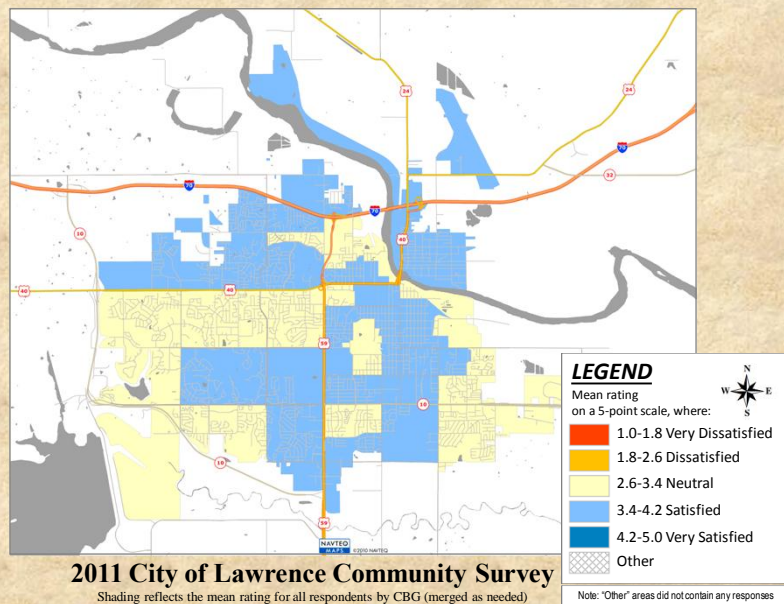 24
24
70
70
32
70
10
40
40
40
59
10
10
59
NAVTEQ
MAPS
©2010 NAVTEQ
LEGEND
Mean rating
on a 5-point scale, where:
N
W E
S
1.0-1.8 Very Dissatisfied
1.8-2.6 Dissatisfied
2.6-3.4 Neutral
3.4-4.2 Satisfied
4.2-5.0 Very Satisfied
Other
2011 City of Lawrence Community Survey
Shading reflects the mean rating for all respondents by CBG (merged as needed)
Note: "Other" areas did not contain any responses